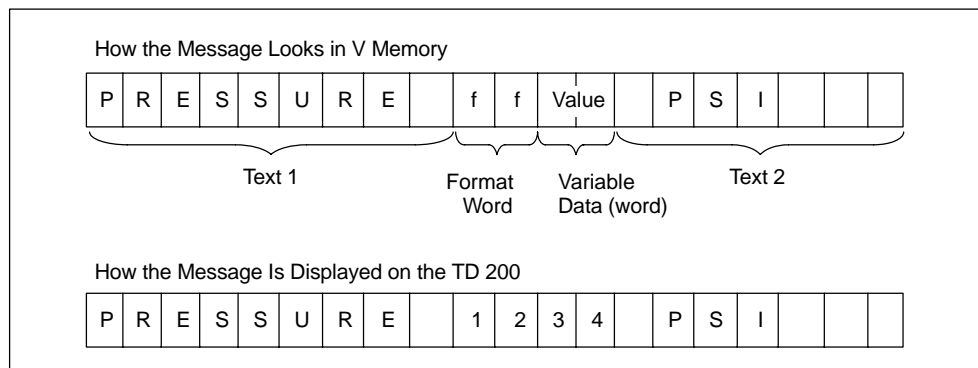 How the Message Looks in V Memory
P R E S S U R E f f Value P S I
Text 1 Format Word Variable Data (word) Text 2
How the Message Is Displayed on the TD 200
P R E S S U R E 1 2 3 4 P S I